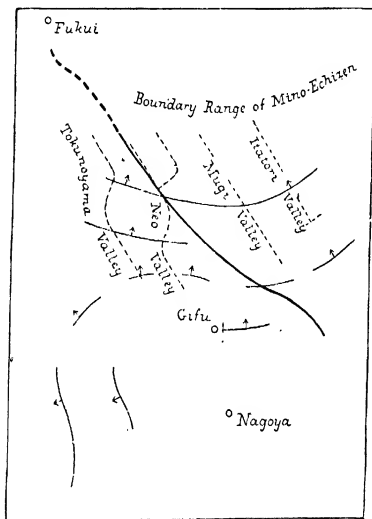 Fukui
Boundary Range of Mino-Echizen
Tokunoyama
Valley
Neo
Valley
Mugi
Valley
Itatori
Valley
Gifu
Nagoya